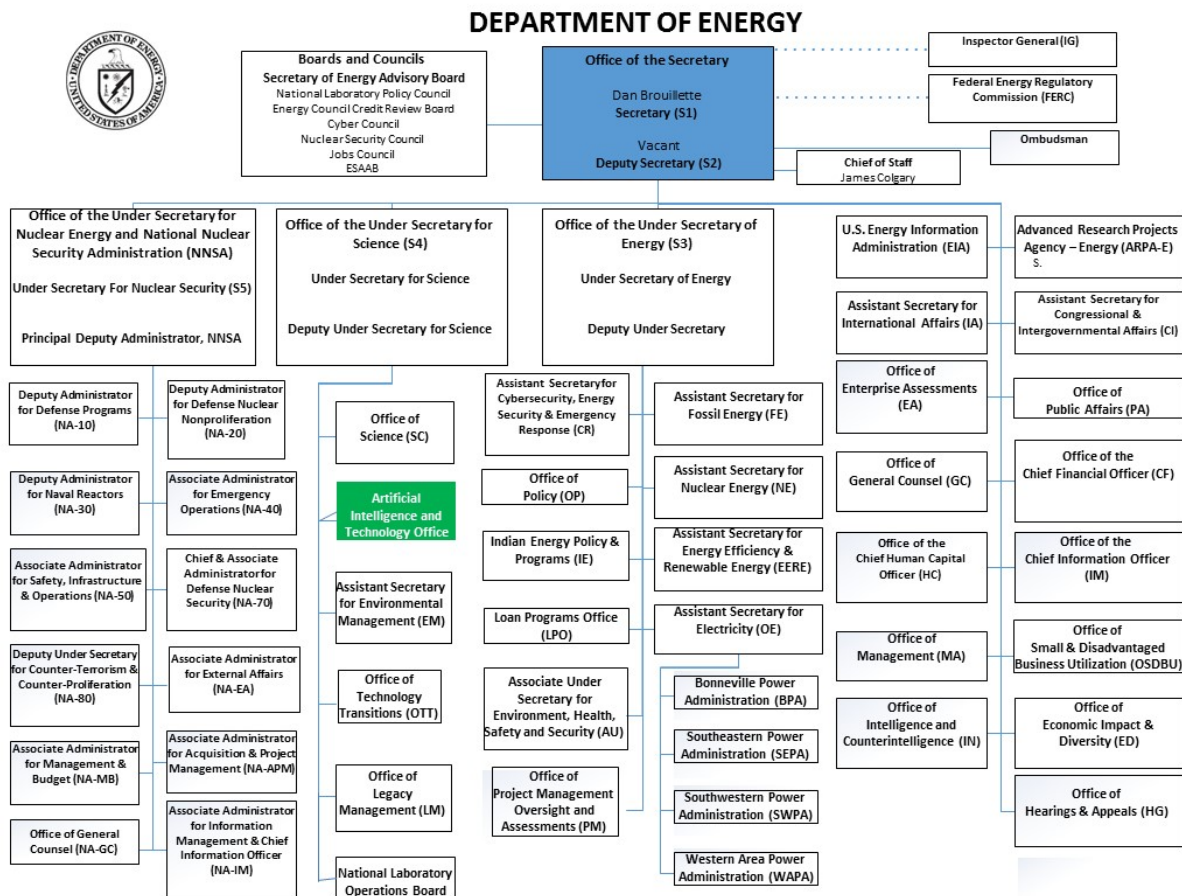 DEPARTMENT OF ENERGY
DEPARTMENT OF ENERGY
UNITED STATES OF AMERICA
Boards and Councils
Secretary of Energy Advisory Board
National Laboratory Policy Council
Energy Council Credit Review Board
Cyber Council
Nuclear Security Council
Jobs Council
ESAAB
Office of the Secretary
Dan Brouillette
Secretary (S1)
Vacant
Deputy Secretary (S2)
Inspector General (IG)
Federal Energy Regulatory
Commission (FERC)
Ombudsman
Chief of Staff
James Colgary
Office of the Under Secretary for
Nuclear Energy and National Nuclear
Security Administration (NNSA)
Under Secretary For Nuclear Security (S5)
Principal Deputy Administrator, NNSA
Office of the Under Secretary for
Science (S4)
Under Secretary for Science
Deputy Under Secretary for Science
Office of the Under Secretary of
Energy (S3)
Under Secretary of Energy
Deputy Under Secretary
U.S. Energy Information
Administration (EIA)
Advanced Research Projects
Agency – Energy (ARPA-E)
S.
Assistant Secretary for
International Affairs (IA)
Assistant Secretary for
Congressional &
Intergovernmental Affairs (CI)
Office of
Enterprise Assessments
(EA)
Office of
Public Affairs (PA)
Office of
General Counsel (GC)
Office of the
Chief Financial Officer (CF)
Office of the
Chief Human Capital
Officer (HC)
Office of the
Chief Information Officer
(IM)
Office of
Management (MA)
Office of
Small & Disadvantaged
Business Utilization (OSDBU)
Office of
Intelligence and
Counterintelligence (IN)
Office of
Economic Impact &
Diversity (ED)
Office of
Hearings & Appeals (HG)
Deputy Administrator
for Defense Programs
(NA-10)
Deputy Administrator
for Defense Nuclear
Nonproliferation
(NA-20)
Deputy Administrator
for Naval Reactors
(NA-30)
Associate Administrator
for Emergency
Operations (NA-40)
Associate Administrator
for Safety, Infrastructure
& Operations (NA-50)
Chief & Associate
Administrator for
Defense Nuclear
Security (NA-70)
Deputy Under Secretary
for Counter-Terrorism &
Counter-Proliferation
(NA-80)
Associate Administrator
for External Affairs
(NA-EA)
Associate Administrator
for Management &
Budget (NA-MB)
Associate Administrator
for Acquisition & Project
Management (NA-APM)
Office of General
Counsel (NA-GC)
Associate Administrator
for Information
Management & Chief
Information Officer
(NA-IM)
Office of
Science (SC)
Artificial
Intelligence and
Technology Office
Assistant Secretary
for Environmental
Management (EM)
Office of
Technology
Transitions (OTT)
Office of
Legacy
Management (LM)
National Laboratory
Operations Board
Assistant Secretary for
Cybersecurity, Energy
Security & Emergency
Response (CR)
Assistant Secretary for
Fossil Energy (FE)
Office of
Policy (OP)
Assistant Secretary for
Nuclear Energy (NE)
Indian Energy Policy &
Programs (IE)
Assistant Secretary for
Energy Efficiency &
Renewable Energy (EERE)
Loan Programs Office
(LPO)
Assistant Secretary for
Electricity (OE)
Associate Under
Secretary for
Environment, Health,
Safety and Security (AU)
Office of
Project Management
Oversight and
Assessments (PM)
Bonneville Power
Administration (BPA)
Southeastern Power
Administration (SEPA)
Southwestern Power
Administration (SWPA)
Western Area Power
Administration (WAPA)